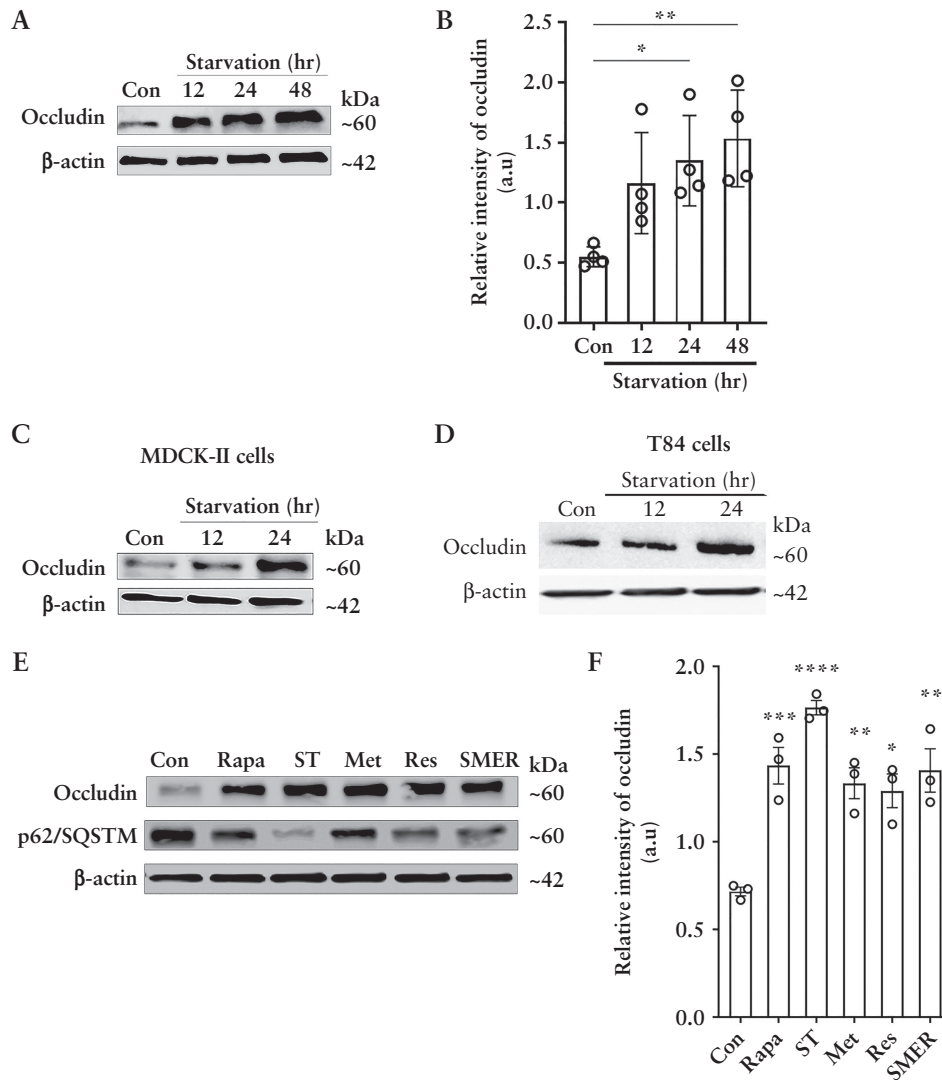 A
Starvation (hr)
Con 12 24 48
kDa
Occludin ~60
β-actin ~42
B
Relative intensity of occludin
(a.u)
2.5
2.0
1.5
1.0
0.5
0.0
**
*
Con 12 24 48
Starvation (hr)
C
MDCK-II cells
Starvation (hr)
Con 12 24 kDa
Occludin ~60
β-actin ~42
D
T84 cells
Starvation (hr)
Con 12 24
kDa
Occludin ~60
β-actin ~42
E
Con Rapa ST Met Res SMER kDa
Occludin ~60
p62/SQSTM ~60
β-actin ~42
F
Relative intensity of occludin
(a.u)
2.0
1.5
1.0
0.5
0.0
*** **** ** * **
Con Rapa ST Met Res SMER